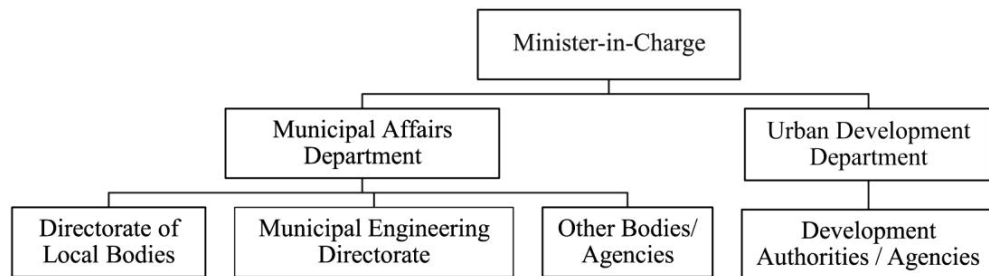 Minister-in-Charge
Municipal Affairs
Department
Urban Development
Department
Directorate of
Local Bodies
Municipal Engineering
Directorate
Other Bodies/
Agencies
Development
Authorities / Agencies